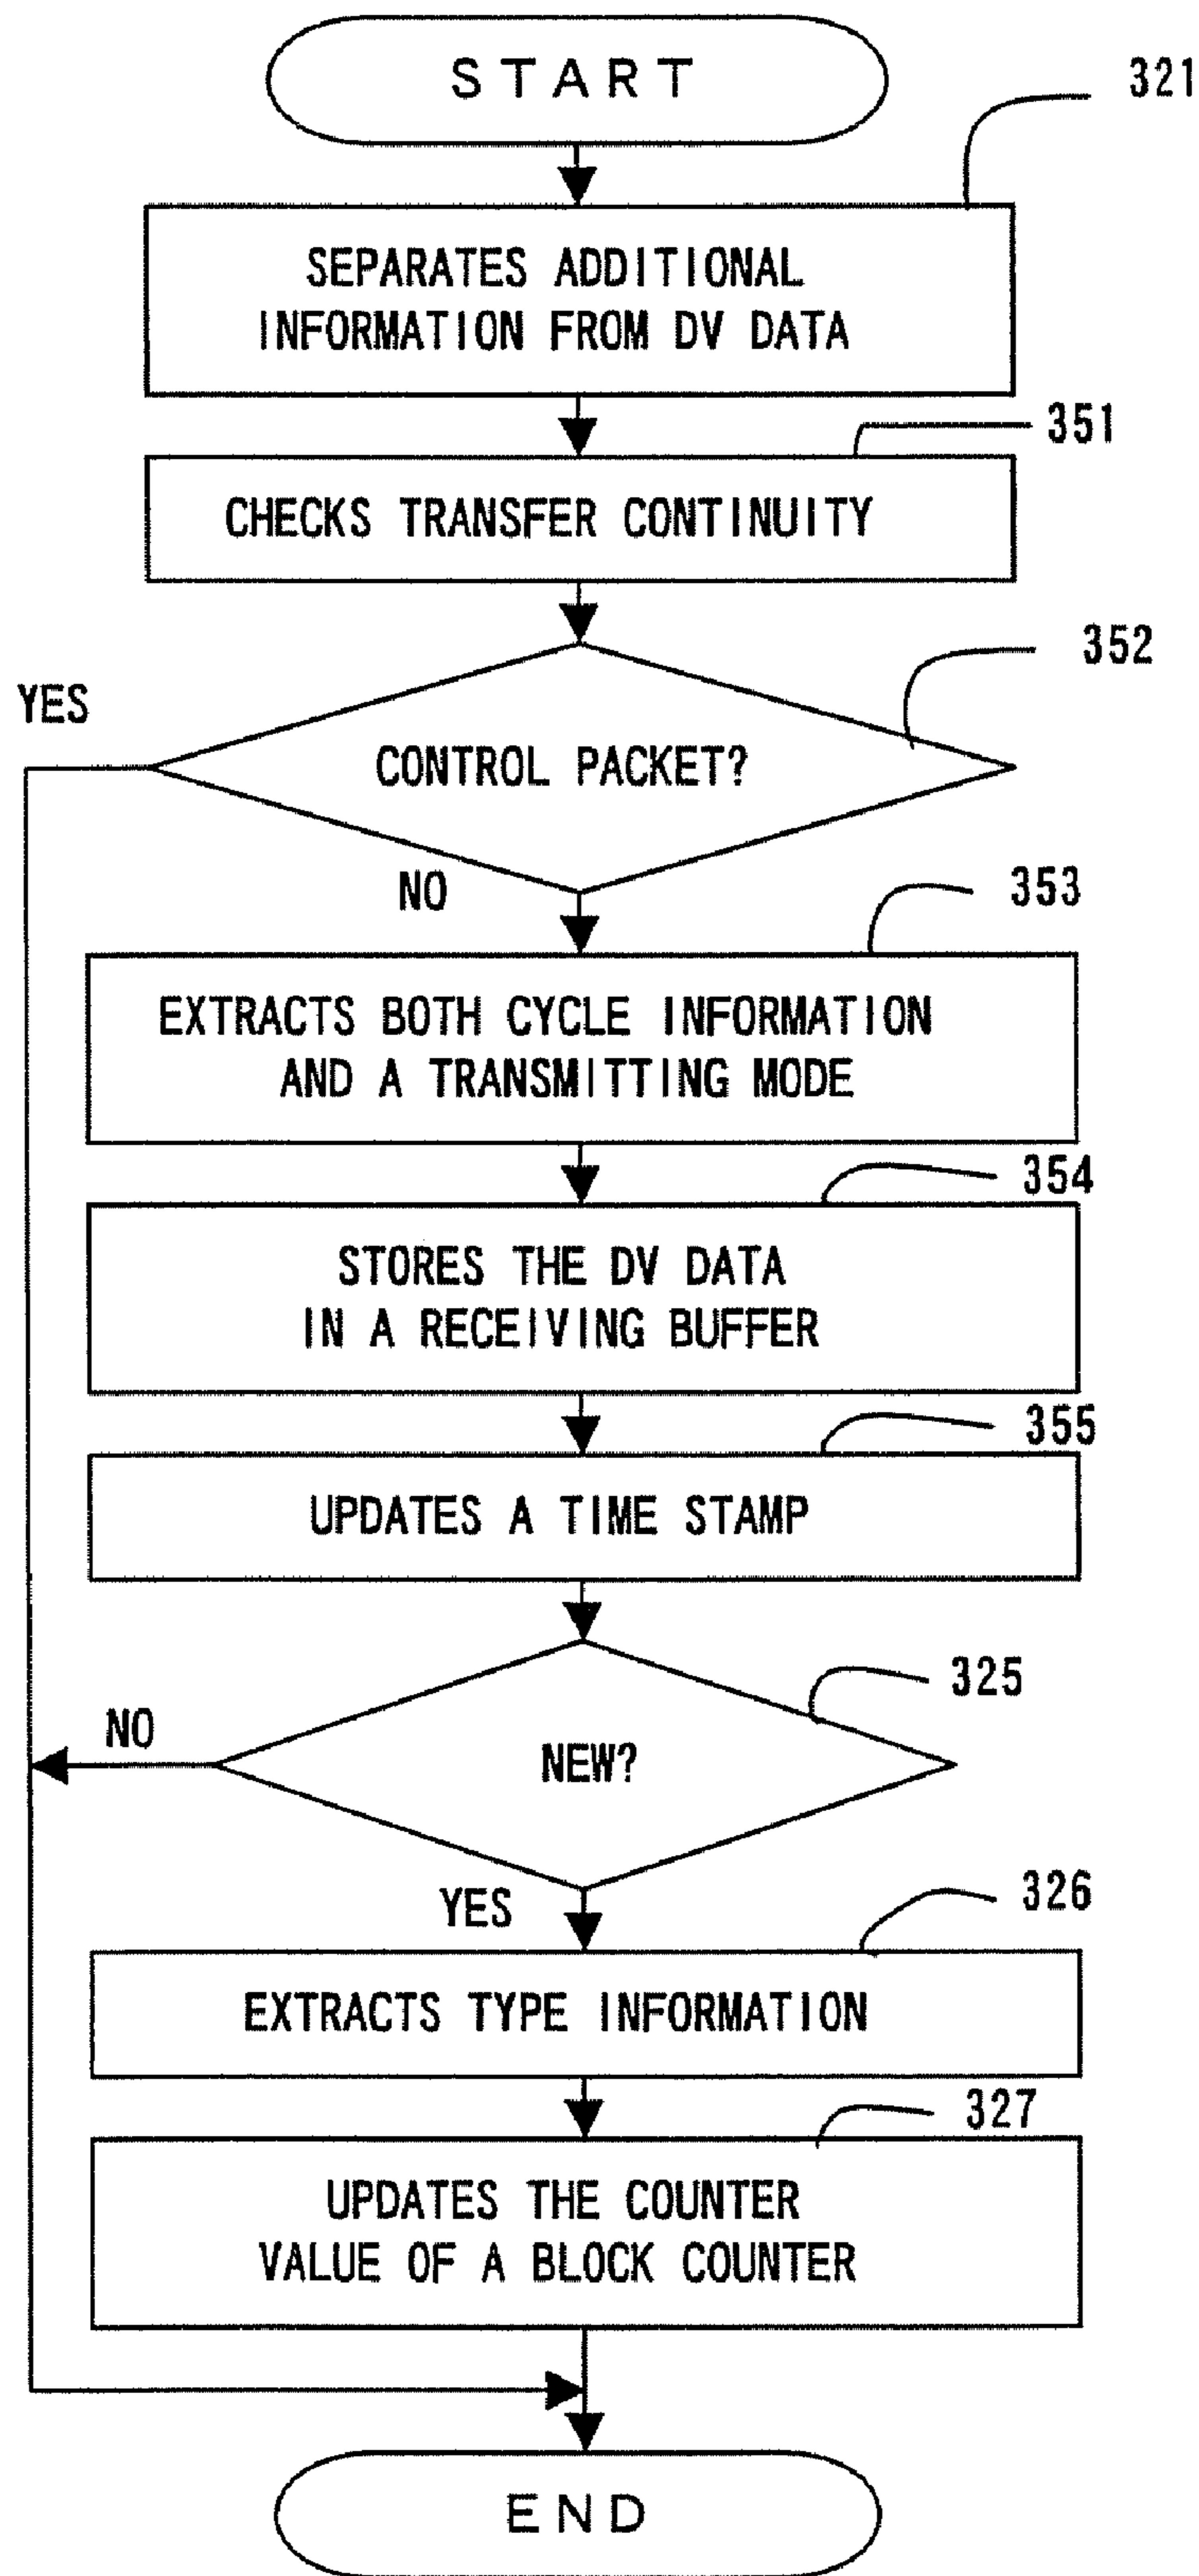 START
321
SEPARATES ADDITIONAL
INFORMATION FROM DV DATA
351
CHECKS TRANSFER CONTINUITY
352
YES
CONTROL PACKET?
NO
353
EXTRACTS BOTH CYCLE INFORMATION
AND A TRANSMITTING MODE
354
STORES THE DV DATA
IN A RECEIVING BUFFER
355
UPDATES A TIME STAMP
325
NO
NEW?
YES
326
EXTRACTS TYPE INFORMATION
327
UPDATES THE COUNTER
VALUE OF A BLOCK COUNTER
END